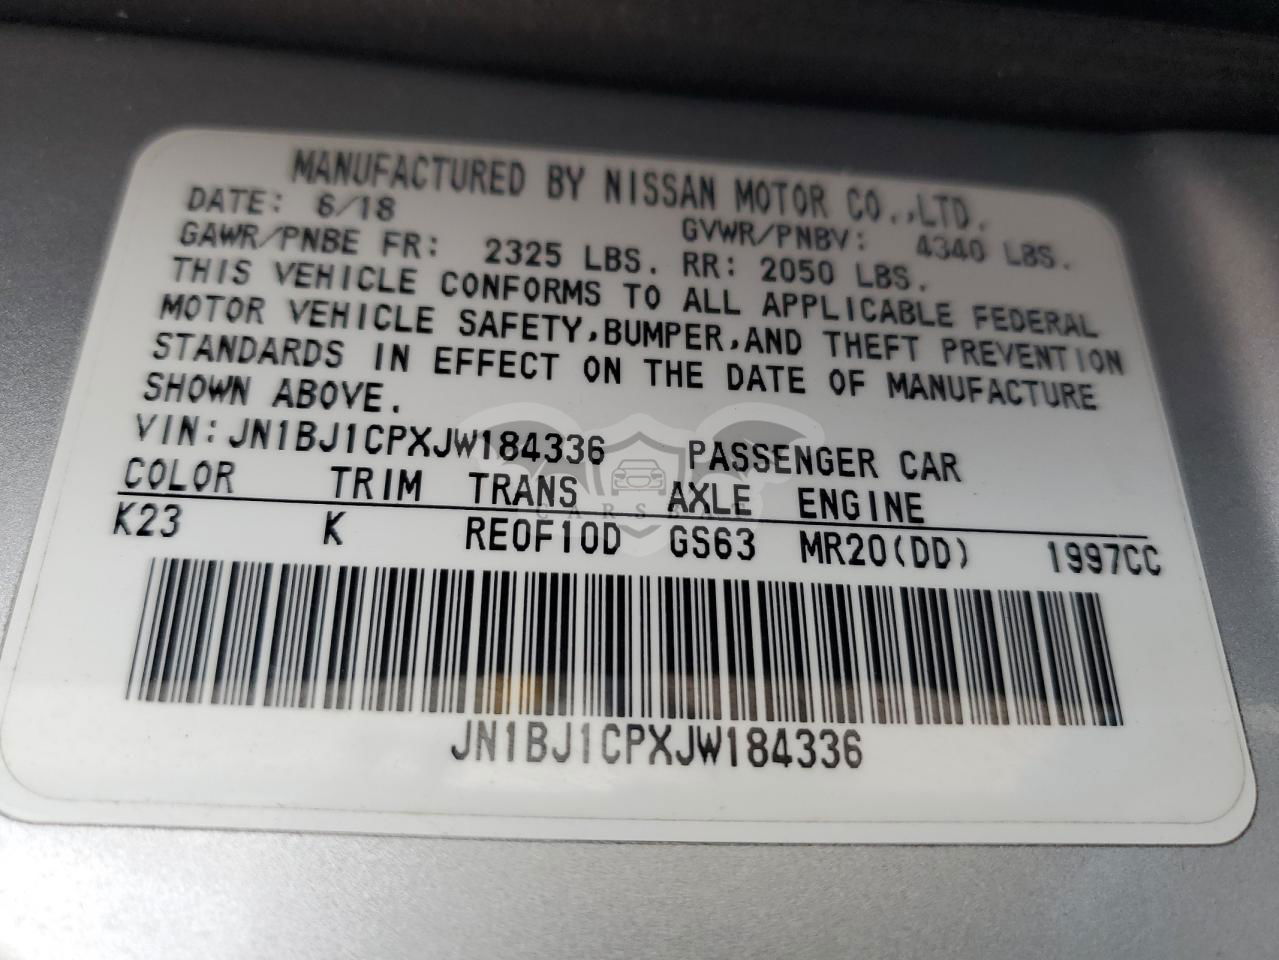 MANUFACTURED BY NISSAN MOTOR CO.,LTD.
DATE: 6/18 GVWR/PNBV: 4340 LBS.
GAWR/PNBE FR: 2325 LBS. RR: 2050 LBS.
THIS VEHICLE CONFORMS TO ALL APPLICABLE FEDERAL
MOTOR VEHICLE SAFETY,BUMPER,AND THEFT PREVENTION
STANDARDS IN EFFECT ON THE DATE OF MANUFACTURE
SHOWN ABOVE.
VIN:JN1BJ1CPXJW184336 PASSENGER CAR
COLOR TRIM TRANS AXLE ENGINE
K23 K RE0F10D GS63 MR20(DD) 1997CC
JN1BJ1CPXJW184336